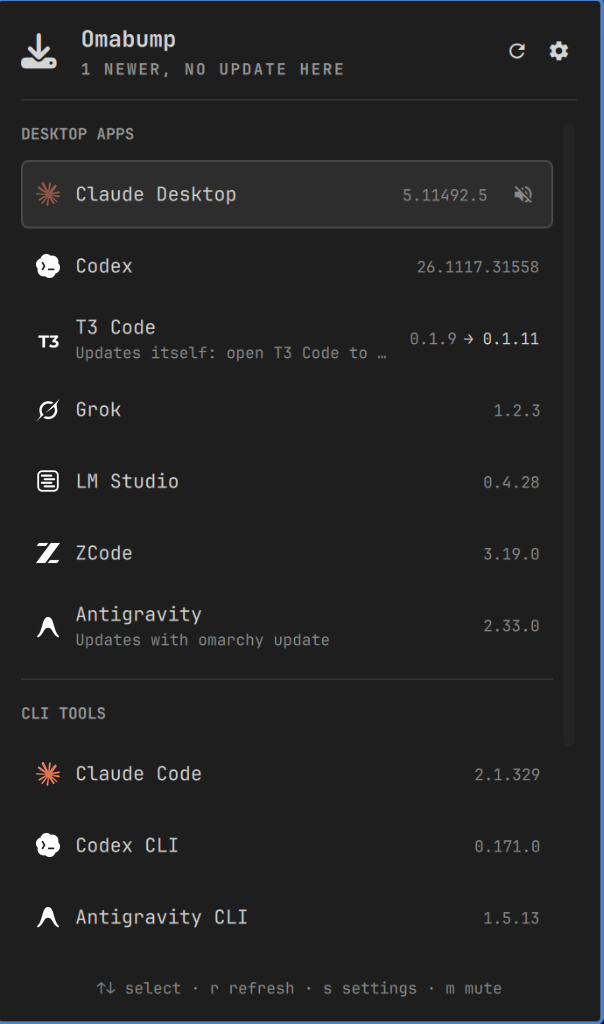 Omabump
1 NEWER, NO UPDATE HERE
DESKTOP APPS
Claude Desktop 5.11492.5
Codex 26.1117.31558
T3 T3 Code 0.1.9 → 0.1.11
Updates itself: open T3 Code to …
Grok 1.2.3
LM Studio 0.4.28
ZCode 3.19.0
Antigravity 2.33.0
Updates with omarchy update
CLI TOOLS
Claude Code 2.1.329
Codex CLI 0.171.0
Antigravity CLI 1.5.13
↑↓ select · r refresh · s settings · m mute